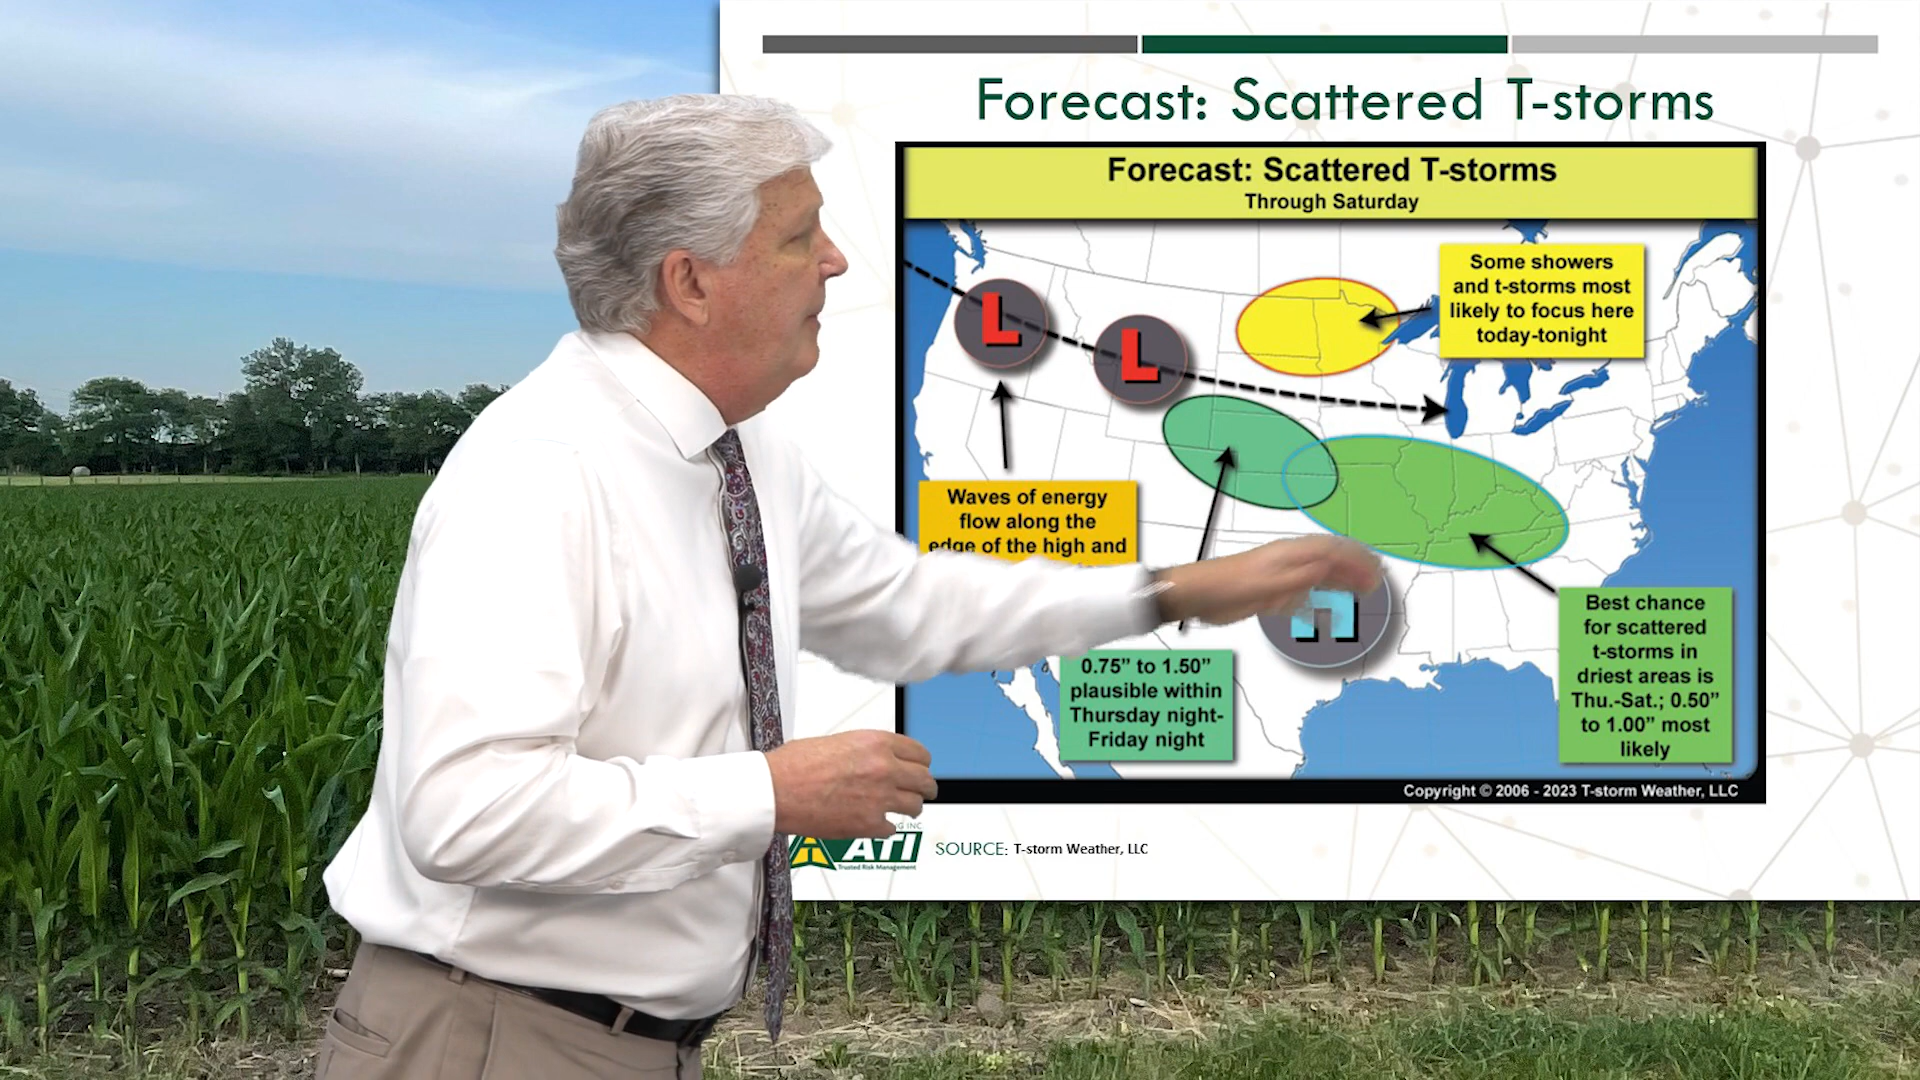 Forecast: Scattered T-storms
Forecast: Scattered T-storms
Through Saturday
Some showers
and t-storms most
likely to focus here
today-tonight
L
L
Waves of energy
flow along the
edge of the high and
0.75” to 1.50”
plausible within
Thursday night-
Friday night
Best chance
for scattered
t-storms in
driest areas is
Thu.-Sat.; 0.50”
to 1.00” most
likely
Copyright © 2006 - 2023 T-storm Weather, LLC
ATI
Trusted Risk Management
SOURCE: T-storm Weather, LLC